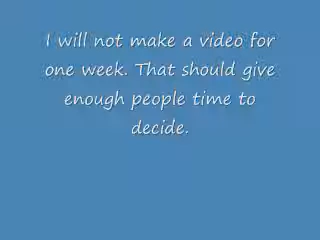 I will not make a video for
one week. That should give
enough people time to
decide.